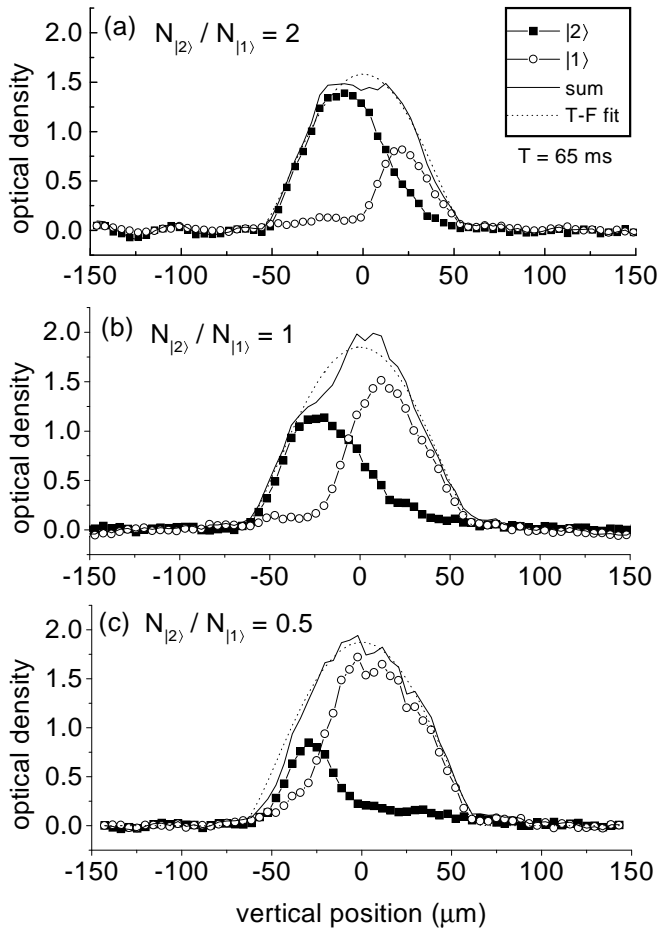 (a) N|2⟩ / N|1⟩ = 2
|2⟩
|1⟩
sum
T-F fit
T = 65 ms
optical density
2.0
1.5
1.0
0.5
0.0
-150 -100 -50 0 50 100 150
(b) N|2⟩ / N|1⟩ = 1
optical density
2.0
1.5
1.0
0.5
0.0
-150 -100 -50 0 50 100 150
(c) N|2⟩ / N|1⟩ = 0.5
optical density
2.0
1.5
1.0
0.5
0.0
-150 -100 -50 0 50 100 150
vertical position (μm)